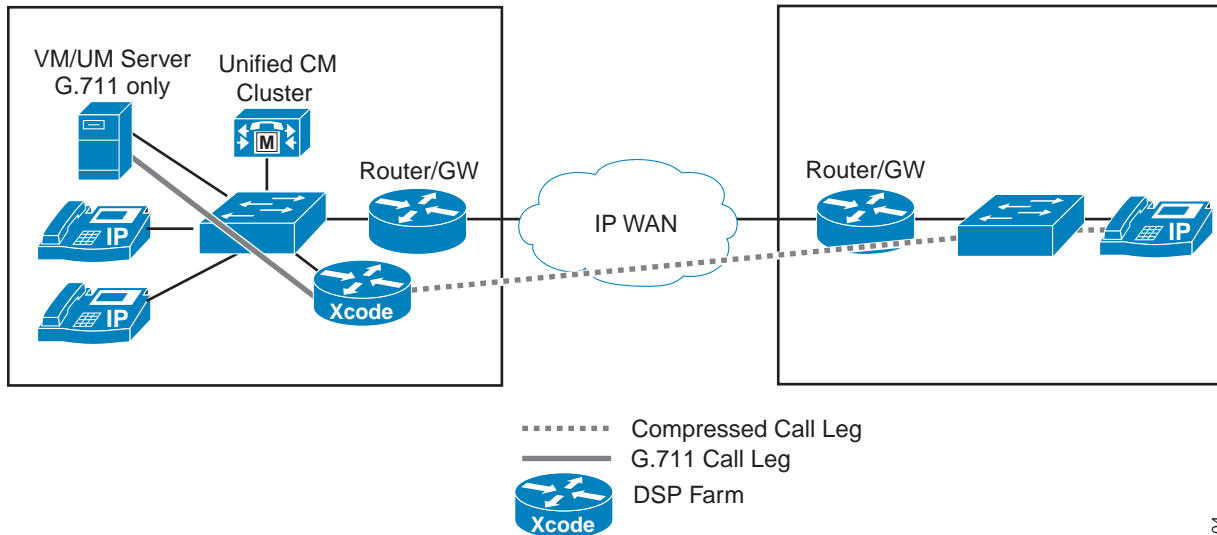 VM/UM Server
G.711 only
Unified CM
Cluster
M
Router/GW
IP
IP
Xcode
IP WAN
Router/GW
IP
Compressed Call Leg
G.711 Call Leg
DSP Farm
Xcode